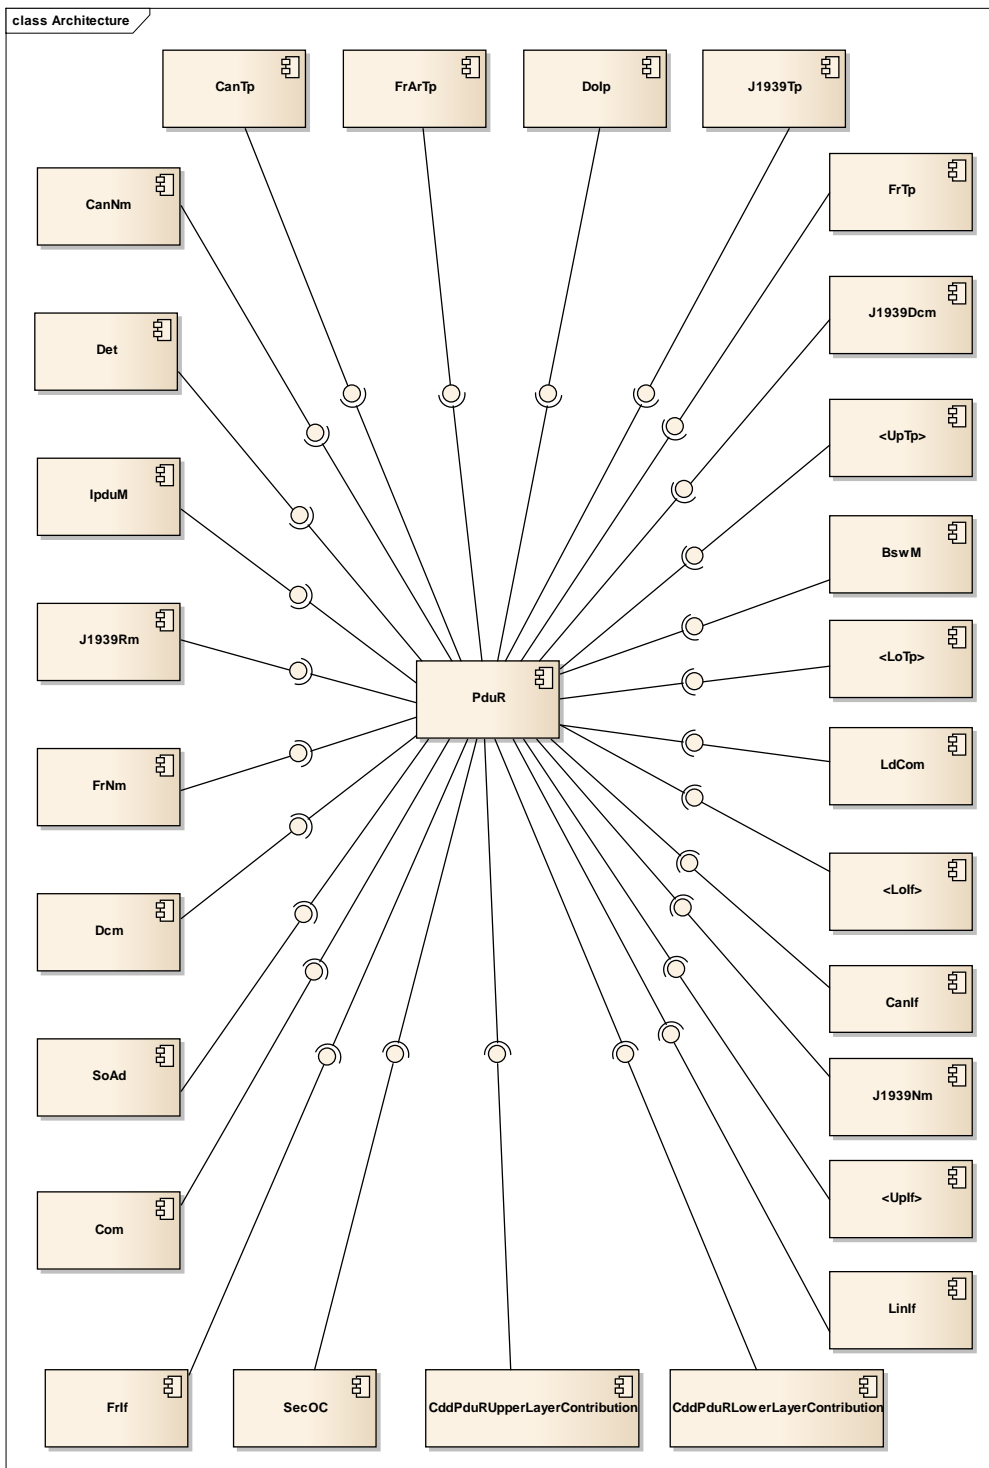 class Architecture
CanTp
FrArTp
DoIp
J1939Tp
FrTp
CanNm
J1939Dcm
Det
<UpTp>
IpduM
BswM
J1939Rm
<LoTp>
PduR
LdCom
FrNm
<LoIf>
Dcm
CanIf
SoAd
J1939Nm
Com
<UpIf>
LinIf
FrIf
SecOC
CddPduRUpperLayerContribution
CddPduRLowerLayerContribution